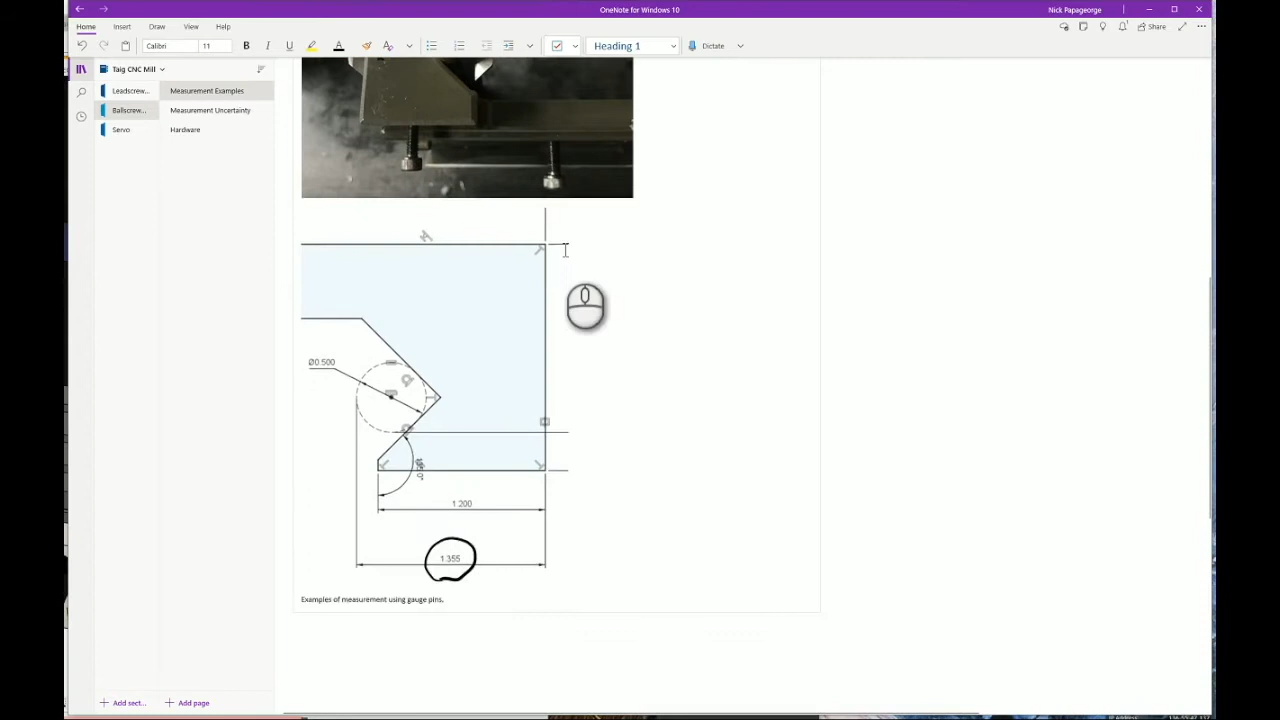 OneNote for Windows 10
Nick Papageorge
Home Insert Draw View Help
Share
Calibri 11 B I U A Heading 1 Dictate
Taig CNC Mill
Leadscrew... Measurement Examples
Ballscrew... Measurement Uncertainty
Servo Hardware
Ø0.500
1.200
1.355
Examples of measurement using gauge pins.
Add sect... Add page